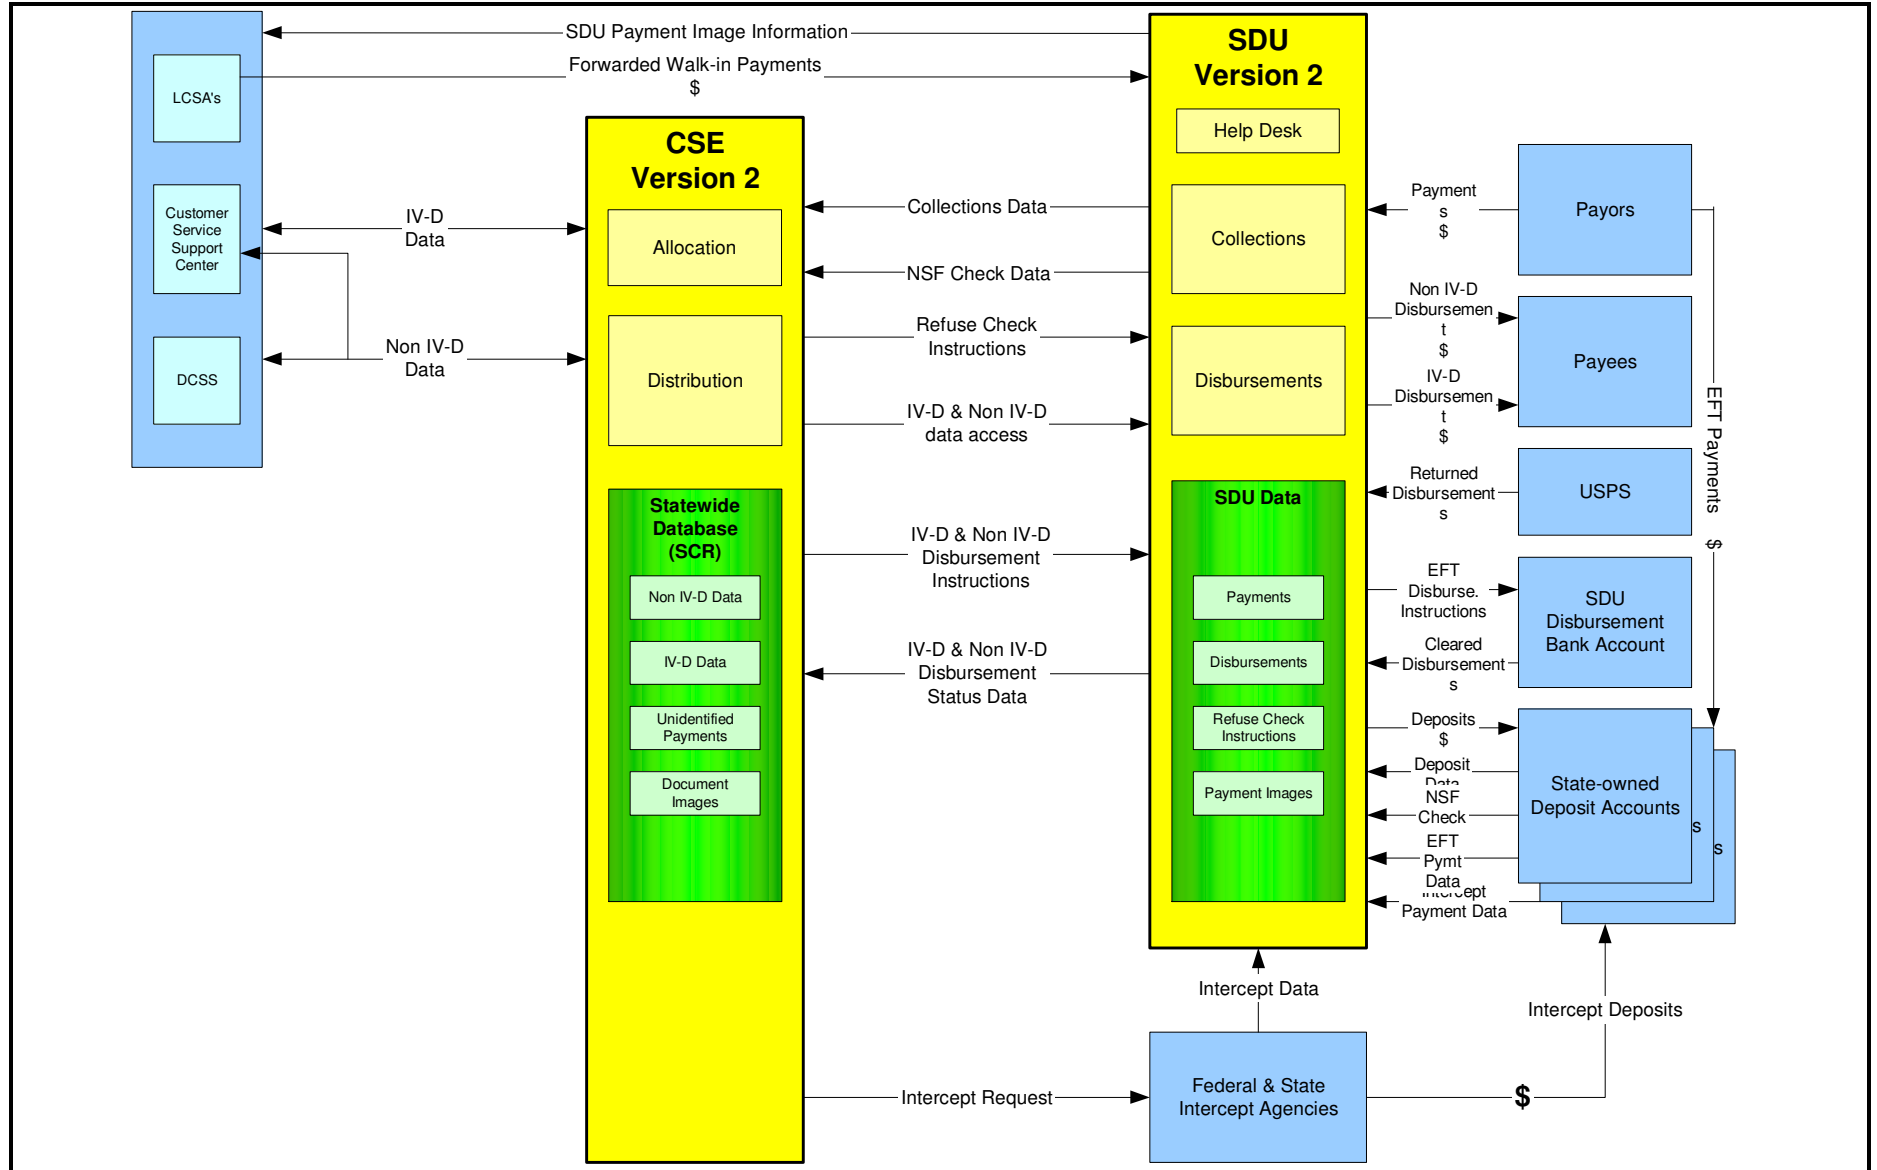 SDU Payment Image Information
Forwarded Walk-in Payments
$
LCSA's
Customer
Service
Support
Center
DCSS
IV-D
Data
Non IV-D
Data
CSE
Version 2
Allocation
Distribution
Statewide
Database
(SCR)
Non IV-D Data
IV-D Data
Unidentified
Payments
Document
Images
Collections Data
NSF Check Data
Refuse Check
Instructions
IV-D & Non IV-D
data access
IV-D & Non IV-D
Disbursement
Instructions
IV-D & Non IV-D
Disbursement
Status Data
Intercept Request
SDU
Version 2
Help Desk
Collections
Disbursements
SDU Data
Payments
Disbursements
Refuse Check
Instructions
Payment Images
Intercept Data
Federal & State
Intercept Agencies
Payment
s
$
Non IV-D
Disbursemen
t
$
IV-D
Disbursemen
t
$
Returned
Disbursement
s
EFT
Disburse.
Instructions
Cleared
Disbursement
s
Deposits
$
Deposit
Data
NSF
Check
EFT
Pymt
Data
Intercept
Payment Data
Payors
Payees
USPS
SDU
Disbursement
Bank Account
State-owned
Deposit Accounts
s
s
EFT Payments $
Intercept Deposits
$